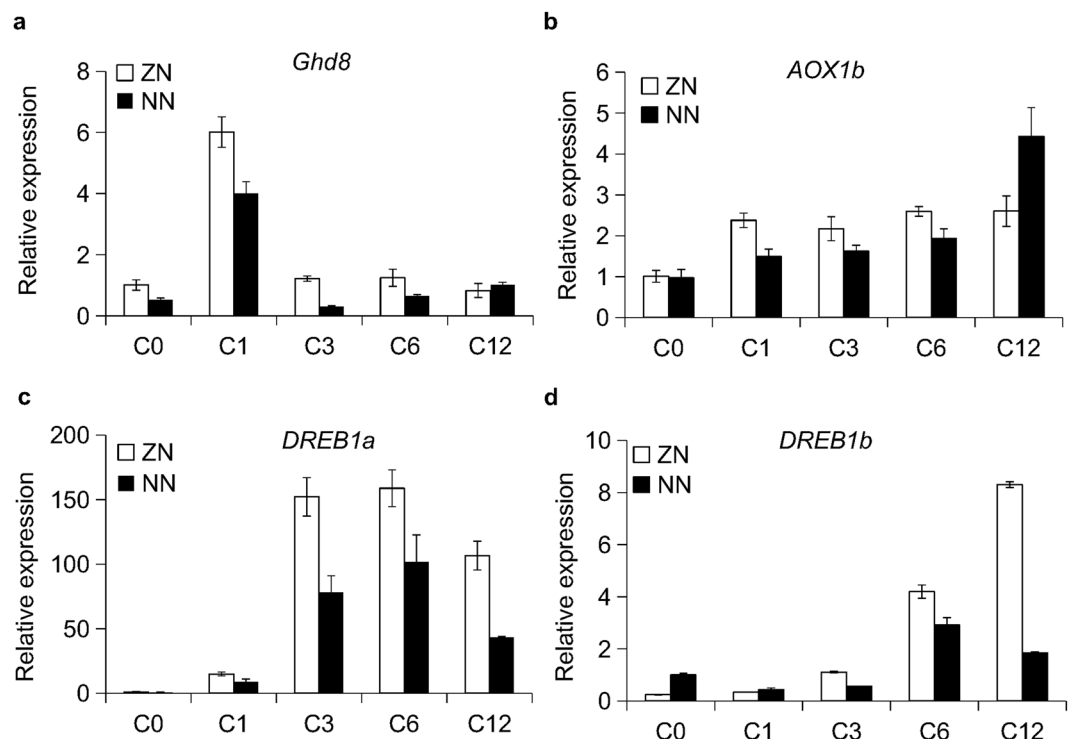 a
Ghd8
Relative expression
8
6
4
2
0
ZN
NN
C0 C1 C3 C6 C12
b
AOX1b
Relative expression
6
5
4
3
2
1
0
ZN
NN
C0 C1 C3 C6 C12
c
DREB1a
Relative expression
200
150
100
50
0
ZN
NN
C0 C1 C3 C6 C12
d
DREB1b
Relative expression
10
8
6
4
2
0
ZN
NN
C0 C1 C3 C6 C12